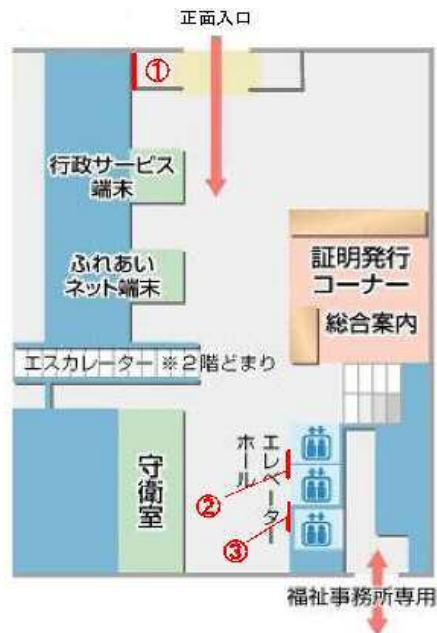 正面入口
①
行政サービス
端末
ふれあい
ネット端末
証明発行
コーナー
総合案内
エスカレーター ※2階どまり
守衛室
エレベーター
ホール
②
③
福祉事務所専用